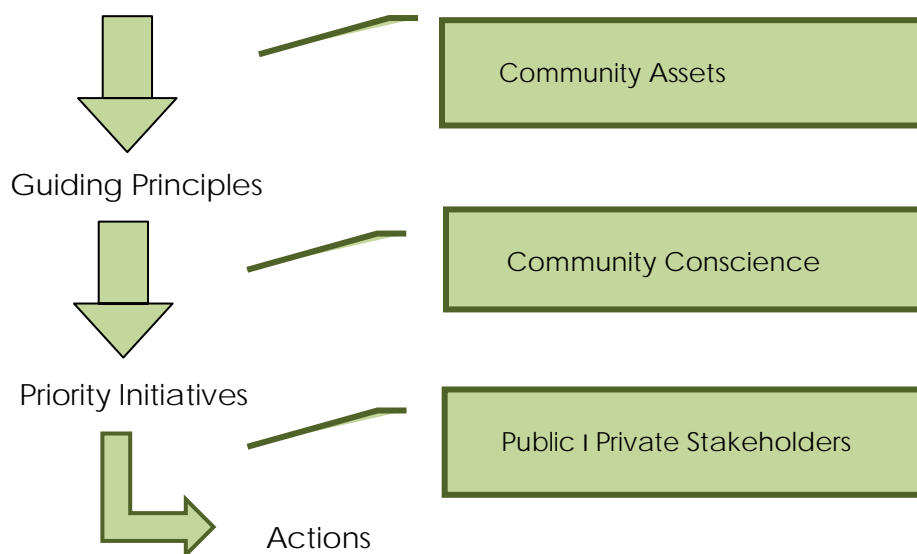 Community Assets
Guiding Principles
Community Conscience
Priority Initiatives
Public I Private Stakeholders
Actions